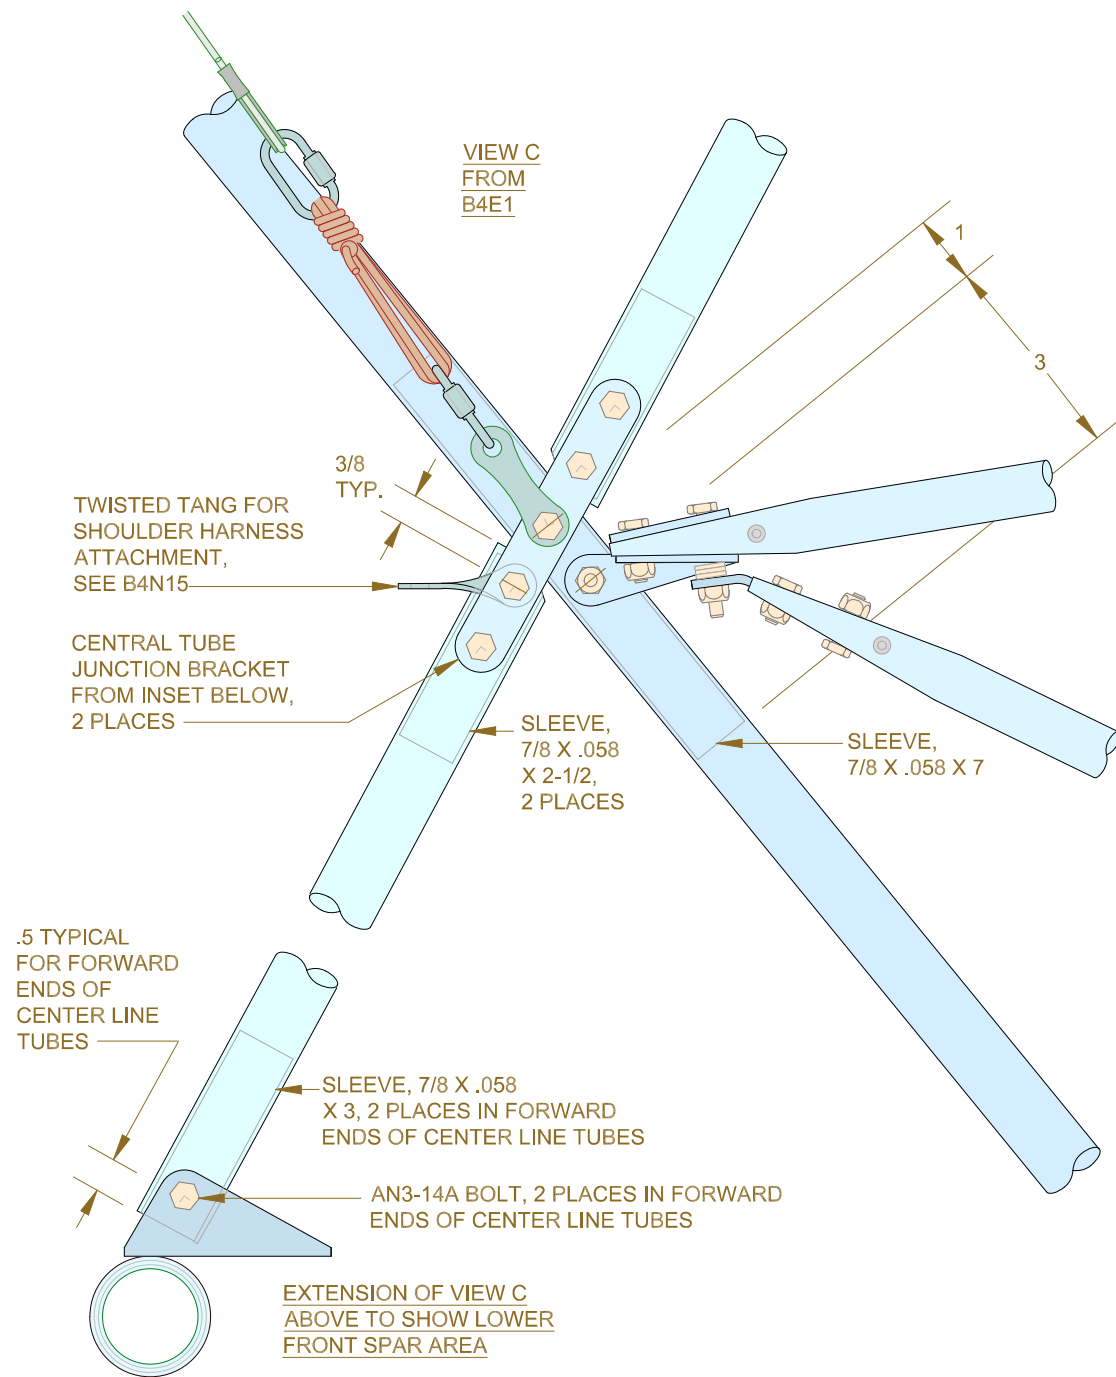 VIEW C
FROM
B4E1
1
3
3/8
TYP.
TWISTED TANG FOR
SHOULDER HARNESS
ATTACHMENT,
SEE B4N15
CENTRAL TUBE
JUNCTION BRACKET
FROM INSET BELOW,
2 PLACES
SLEEVE,
7/8 X .058
X 2-1/2,
2 PLACES
SLEEVE,
7/8 X .058 X 7
.5 TYPICAL
FOR FORWARD
ENDS OF
CENTER LINE
TUBES
SLEEVE, 7/8 X .058
X 3, 2 PLACES IN FORWARD
ENDS OF CENTER LINE TUBES
AN3-14A BOLT, 2 PLACES IN FORWARD
ENDS OF CENTER LINE TUBES
EXTENSION OF VIEW C
ABOVE TO SHOW LOWER
FRONT SPAR AREA